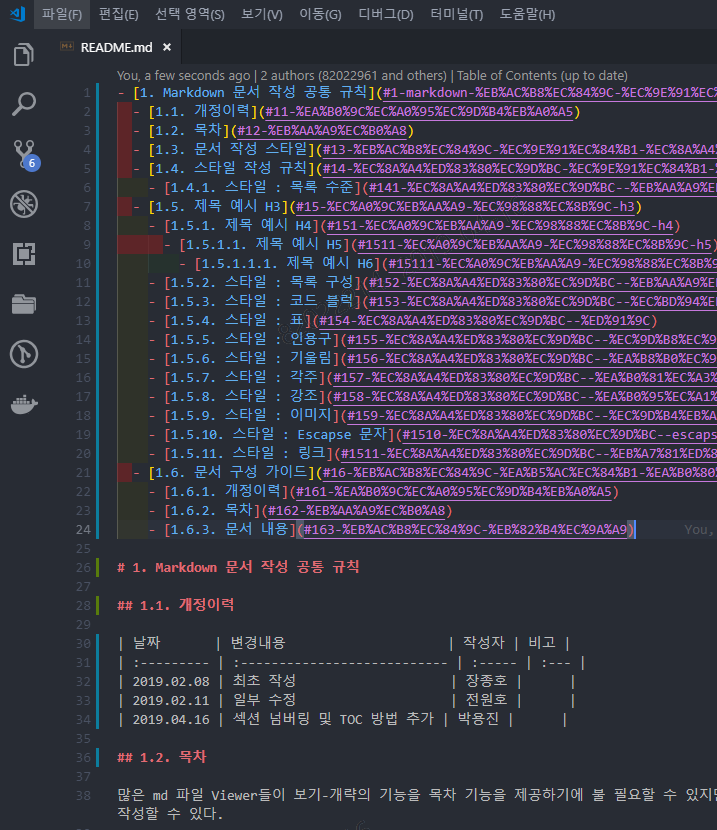 파일(F) 편집(E) 선택 영역(S) 보기(V) 이동(G) 디버그(D) 터미널(T) 도움말(H)
README.md ×
You, a few seconds ago | 2 authors (82022961 and others) | Table of Contents (up to date)
1 - [1. Markdown 문서 작성 공통 규칙](#1-markdown-%EB%AC%B8%EC%84%9C-%EC%9E%91%EC
2 - [1.1. 개정이력](#11-%EA%B0%9C%EC%A0%95%EC%9D%B4%EB%A0%A5)
3 - [1.2. 목차](#12-%EB%AA%A9%EC%B0%A8)
4 - [1.3. 문서 작성 스타일](#13-%EB%AC%B8%EC%84%9C-%EC%9E%91%EC%84%B1-%EC%8A%A4
5 - [1.4. 스타일 작성 규칙](#14-%EC%8A%A4%ED%83%80%EC%9D%BC-%EC%9E%91%EC%84%B1-
6 - [1.4.1. 스타일 : 목록 수준](#141-%EC%8A%A4%ED%83%80%EC%9D%BC--%EB%AA%A9%E
7 - [1.5. 제목 예시 H3](#15-%EC%A0%9C%EB%AA%A9-%EC%98%88%EC%8B%9C-h3)
8 - [1.5.1. 제목 예시 H4](#151-%EC%A0%9C%EB%AA%A9-%EC%98%88%EC%8B%9C-h4)
9 - [1.5.1.1. 제목 예시 H5](#1511-%EC%A0%9C%EB%AA%A9-%EC%98%88%EC%8B%9C-h5)
10 - [1.5.1.1.1. 제목 예시 H6](#15111-%EC%A0%9C%EB%AA%A9-%EC%98%88%EC%8B%9
11 - [1.5.2. 스타일 : 목록 구성](#152-%EC%8A%A4%ED%83%80%EC%9D%BC--%EB%AA%A9%E
12 - [1.5.3. 스타일 : 코드 블럭](#153-%EC%8A%A4%ED%83%80%EC%9D%BC--%EC%BD%94%E
13 - [1.5.4. 스타일 : 표](#154-%EC%8A%A4%ED%83%80%EC%9D%BC--%ED%91%9C)
14 - [1.5.5. 스타일 : 인용구](#155-%EC%8A%A4%ED%83%80%EC%9D%BC--%EC%9D%B8%EC%9
15 - [1.5.6. 스타일 : 기울림](#156-%EC%8A%A4%ED%83%80%EC%9D%BC--%EA%B8%B0%EC%9
16 - [1.5.7. 스타일 : 각주](#157-%EC%8A%A4%ED%83%80%EC%9D%BC--%EA%B0%81%EC%A3
17 - [1.5.8. 스타일 : 강조](#158-%EC%8A%A4%ED%83%80%EC%9D%BC--%EA%B0%95%EC%A1
18 - [1.5.9. 스타일 : 이미지](#159-%EC%8A%A4%ED%83%80%EC%9D%BC--%EC%9D%B4%EB%A
19 - [1.5.10. 스타일 : Escapse 문자](#1510-%EC%8A%A4%ED%83%80%EC%9D%BC--escaps
20 - [1.5.11. 스타일 : 링크](#1511-%EC%8A%A4%ED%83%80%EC%9D%BC--%EB%A7%81%ED%8
21 - [1.6. 문서 구성 가이드](#16-%EB%AC%B8%EC%84%9C-%EA%B5%AC%EC%84%B1-%EA%B0%80
22 - [1.6.1. 개정이력](#161-%EA%B0%9C%EC%A0%95%EC%9D%B4%EB%A0%A5)
23 - [1.6.2. 목차](#162-%EB%AA%A9%EC%B0%A8)
24 - [1.6.3. 문서 내용](#163-%EB%AC%B8%EC%84%9C-%EB%82%B4%EC%9A%A9) You,
25
26 # 1. Markdown 문서 작성 공통 규칙
27
28 ## 1.1. 개정이력
29
30 | 날짜 | 변경내용 | 작성자 | 비고 |
31 | :--------- | :--------------------------- | :----- | :--- |
32 | 2019.02.08 | 최초 작성 | 장종호 | |
33 | 2019.02.11 | 일부 수정 | 전원호 | |
34 | 2019.04.16 | 섹션 넘버링 및 TOC 방법 추가 | 박용진 | |
35
36 ## 1.2. 목차
37
38 많은 md 파일 Viewer들이 보기-개략의 기능을 목차 기능을 제공하기에 불 필요할 수 있지만
작성할 수 있다.
6